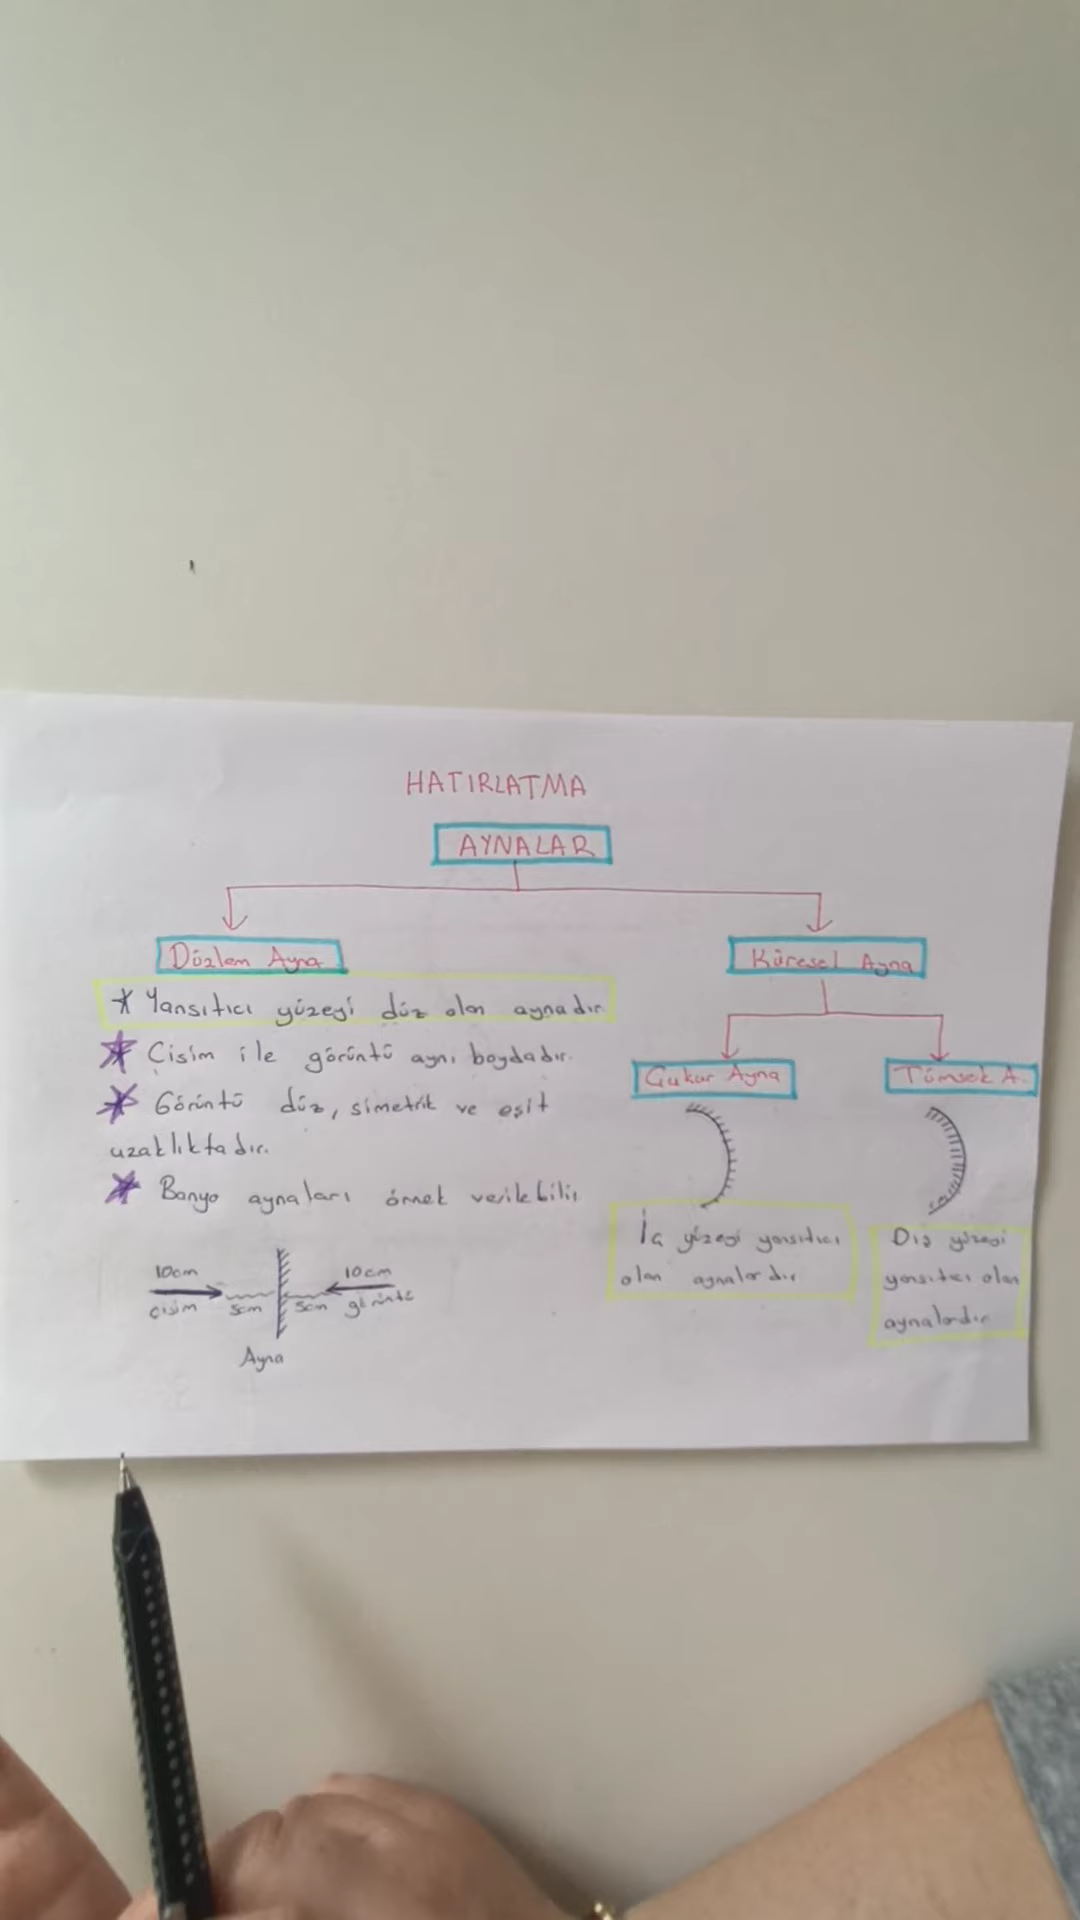 HATIRLATMA
AYNALAR
Düzlem Ayna
* Yansıtıcı yüzeyi düz olan aynadır
* Cisim ile görüntü aynı boydadır.
* Görüntü düz, simetrik ve eşit
uzaklıktadır.
* Banyo aynaları örnek verilebilir
10cm
cisim
5cm
5cm
10cm
görüntü
Ayna
Küresel Ayna
Çukur Ayna
İç yüzeyi yansıtıcı
olan aynalardır
Tümsek A.
Dış yüzeyi
yansıtıcı olan
aynalardır